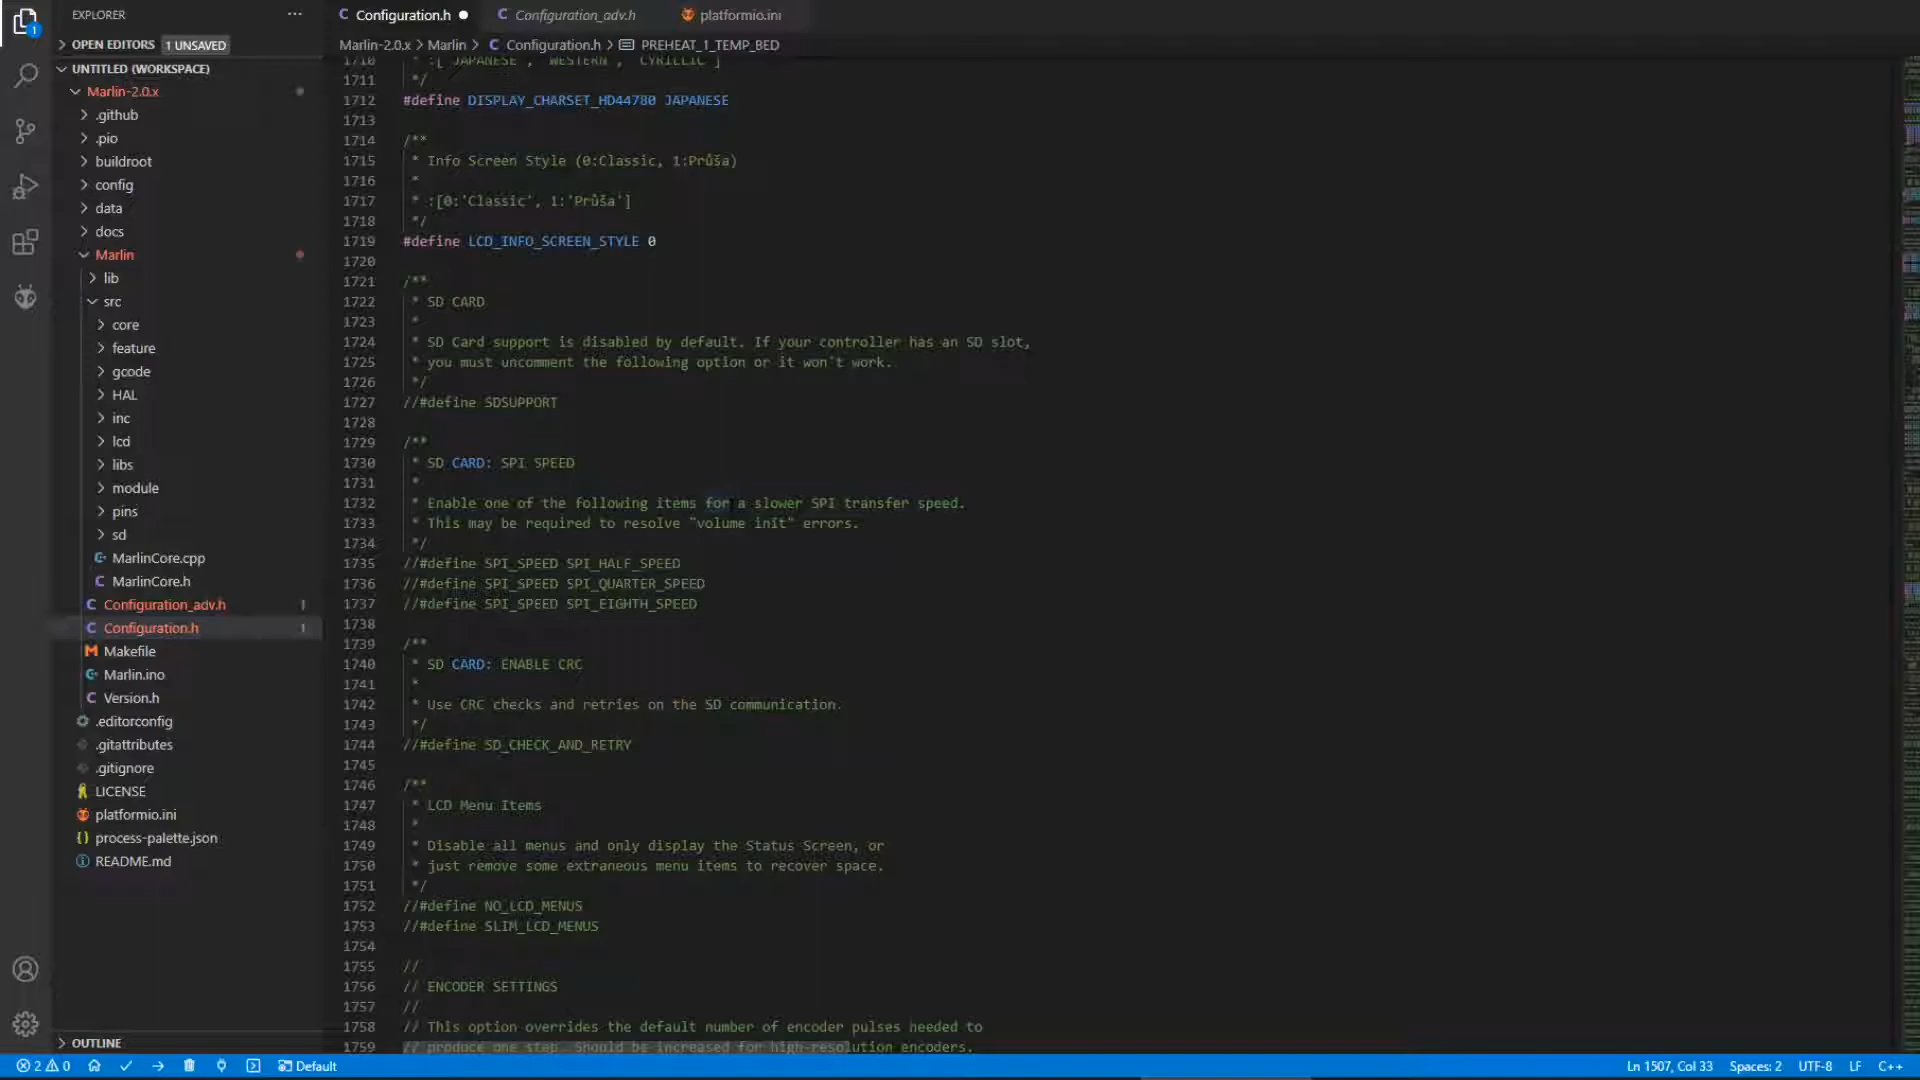 EXPLORER
···
OPEN EDITORS 1 UNSAVED
UNTITLED (WORKSPACE)
Marlin-2.0.x
.github
.pio
buildroot
config
data
docs
Marlin
lib
src
core
feature
gcode
HAL
inc
lcd
libs
module
pins
sd
MarlinCore.cpp
MarlinCore.h
Configuration_adv.h 1
Configuration.h 1
Makefile
Marlin.ino
Version.h
.editorconfig
.gitattributes
.gitignore
LICENSE
platformio.ini
process-palette.json
README.md
OUTLINE
Configuration.h
Configuration_adv.h
platformio.ini
Marlin-2.0.x > Marlin > C Configuration.h > PREHEAT_1_TEMP_BED
1710 * :['JAPANESE', 'WESTERN', 'CYRILLIC']
1711 */
1712 #define DISPLAY_CHARSET_HD44780 JAPANESE
1713
1714 /**
1715 * Info Screen Style (0:Classic, 1:Průša)
1716 *
1717 * :[0:'Classic', 1:'Průša']
1718 */
1719 #define LCD_INFO_SCREEN_STYLE 0
1720
1721 /**
1722 * SD CARD
1723 *
1724 * SD Card support is disabled by default. If your controller has an SD slot,
1725 * you must uncomment the following option or it won't work.
1726 */
1727 //#define SDSUPPORT
1728
1729 /**
1730 * SD CARD: SPI SPEED
1731 *
1732 * Enable one of the following items for a slower SPI transfer speed.
1733 * This may be required to resolve "volume init" errors.
1734 */
1735 //#define SPI_SPEED SPI_HALF_SPEED
1736 //#define SPI_SPEED SPI_QUARTER_SPEED
1737 //#define SPI_SPEED SPI_EIGHTH_SPEED
1738
1739 /**
1740 * SD CARD: ENABLE CRC
1741 *
1742 * Use CRC checks and retries on the SD communication.
1743 */
1744 //#define SD_CHECK_AND_RETRY
1745
1746 /**
1747 * LCD Menu Items
1748 *
1749 * Disable all menus and only display the Status Screen, or
1750 * just remove some extraneous menu items to recover space.
1751 */
1752 //#define NO_LCD_MENUS
1753 //#define SLIM_LCD_MENUS
1754
1755 //
1756 // ENCODER SETTINGS
1757 //
1758 // This option overrides the default number of encoder pulses needed to
1759 // produce one step. Should be increased for high-resolution encoders.
2 0 Default Ln 1507, Col 33 Spaces: 2 UTF-8 LF C++